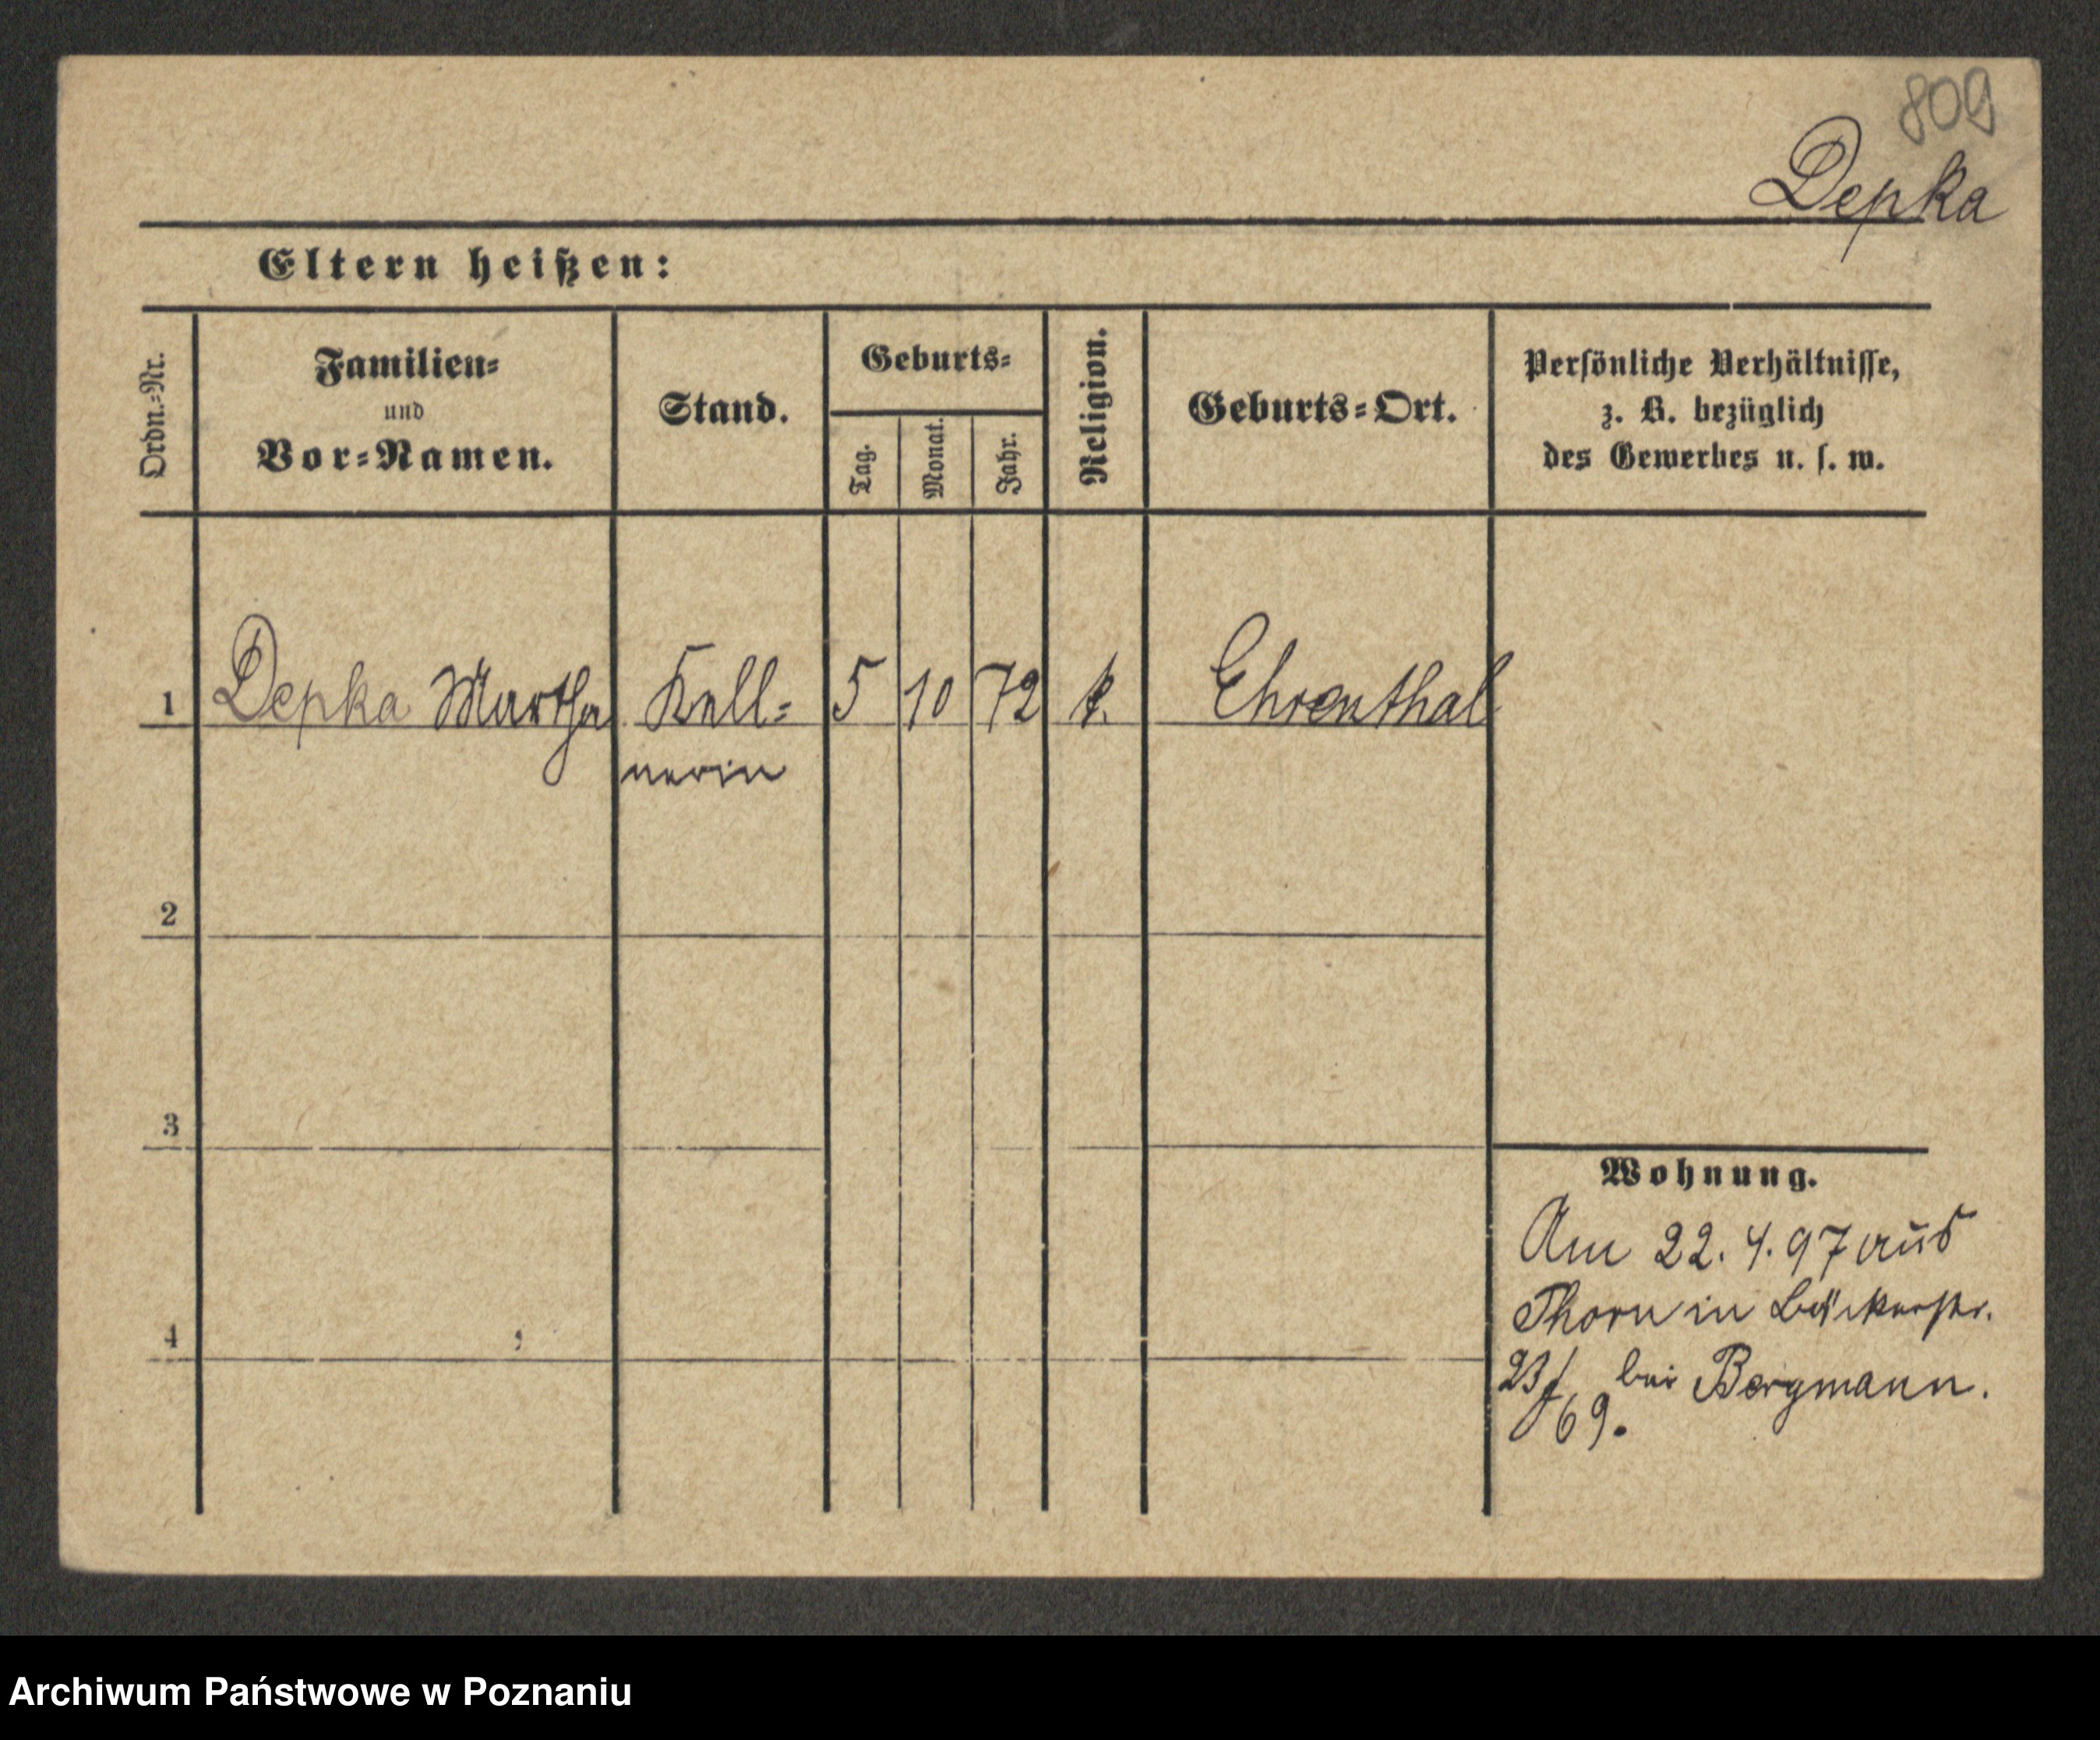 809
Depka
Eltern heißen:
Ordn.=Nr.
Familien=
und
Vor=Namen.
Stand.
Geburts=
Tag.
Monat.
Jahr.
Religion.
Geburts=Ort.
Persönliche Verhältnisse,
z. B. bezüglich
des Gewerbes u. s. w.
1 Depka Martha Kell= 5 10 72 k. Ehrenthal
nerin
2
3
4
Wohnung.
Am 22. 4. 97 aus
Thorn in Bäckerstr.
23/ bei Bergmann.
69.
Archiwum Państwowe w Poznaniu